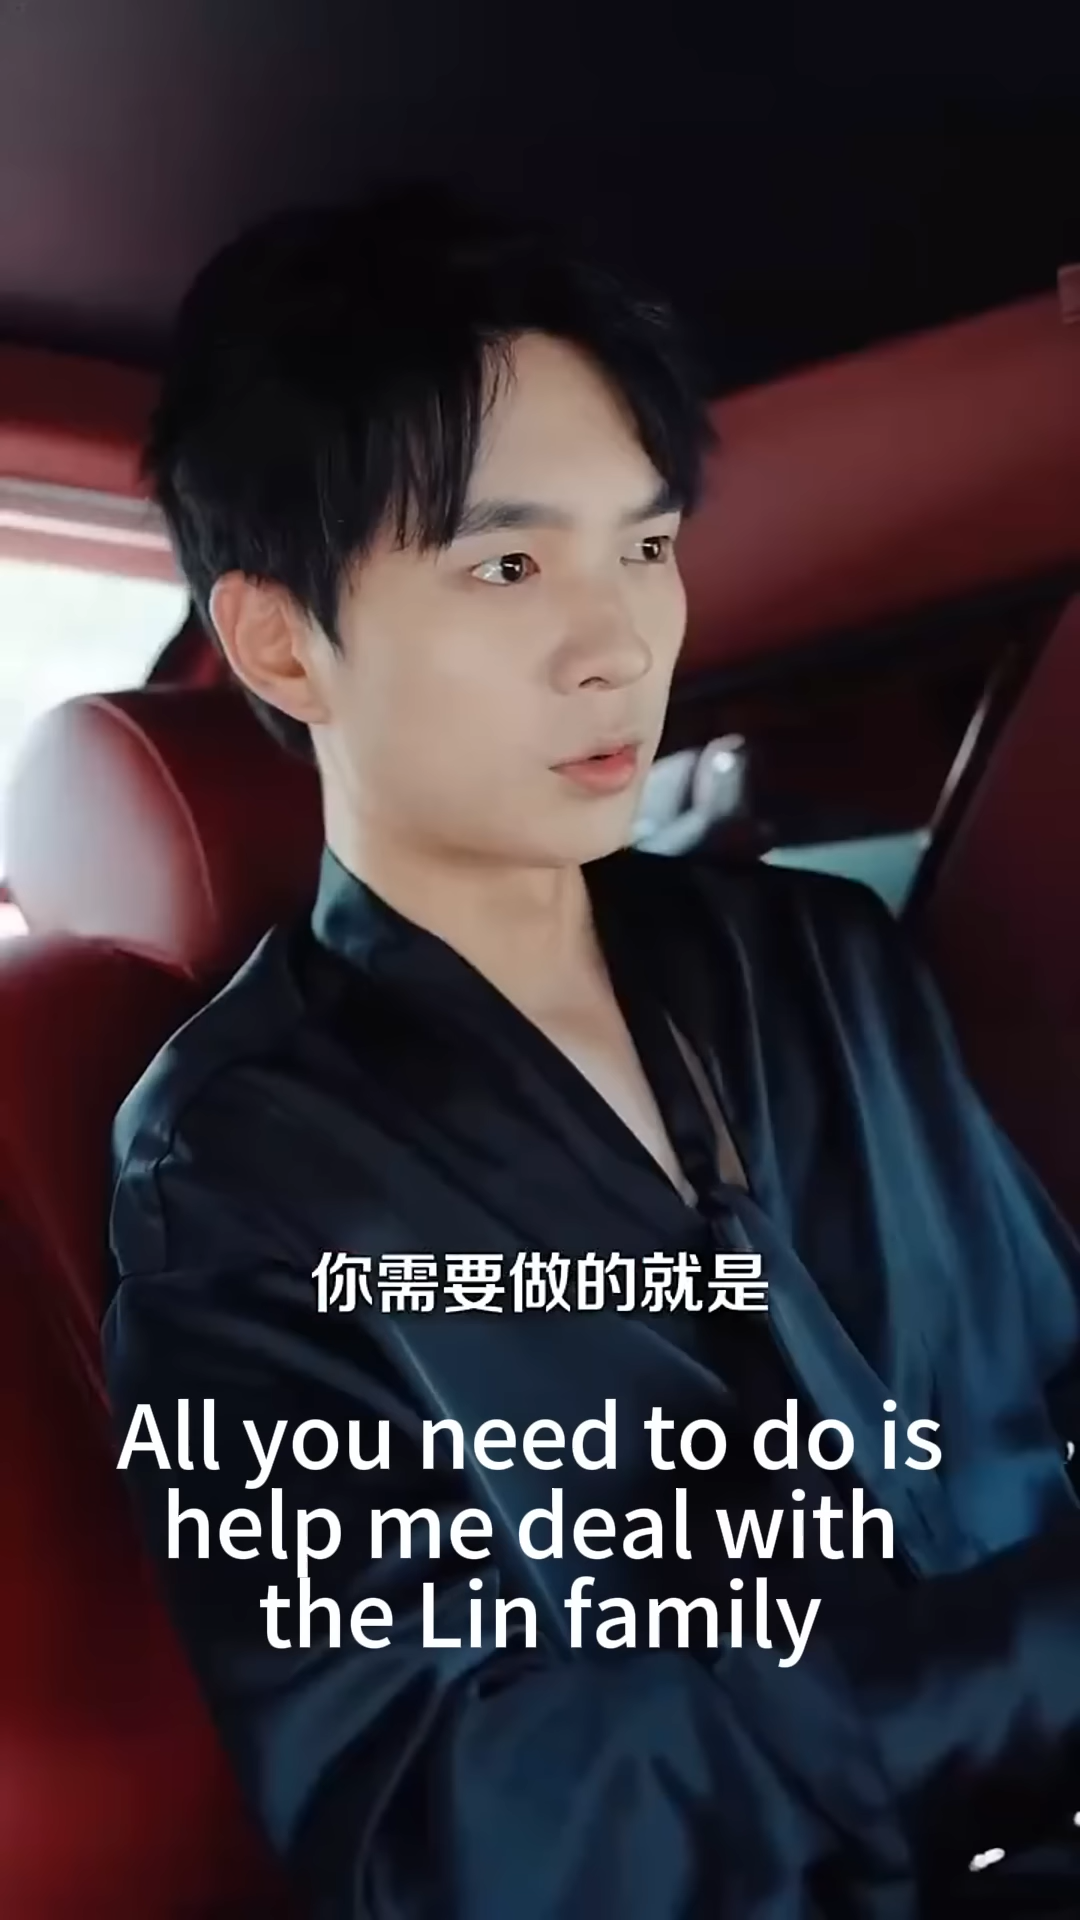 你需要做的就是
All you need to do is
help me deal with
the Lin family